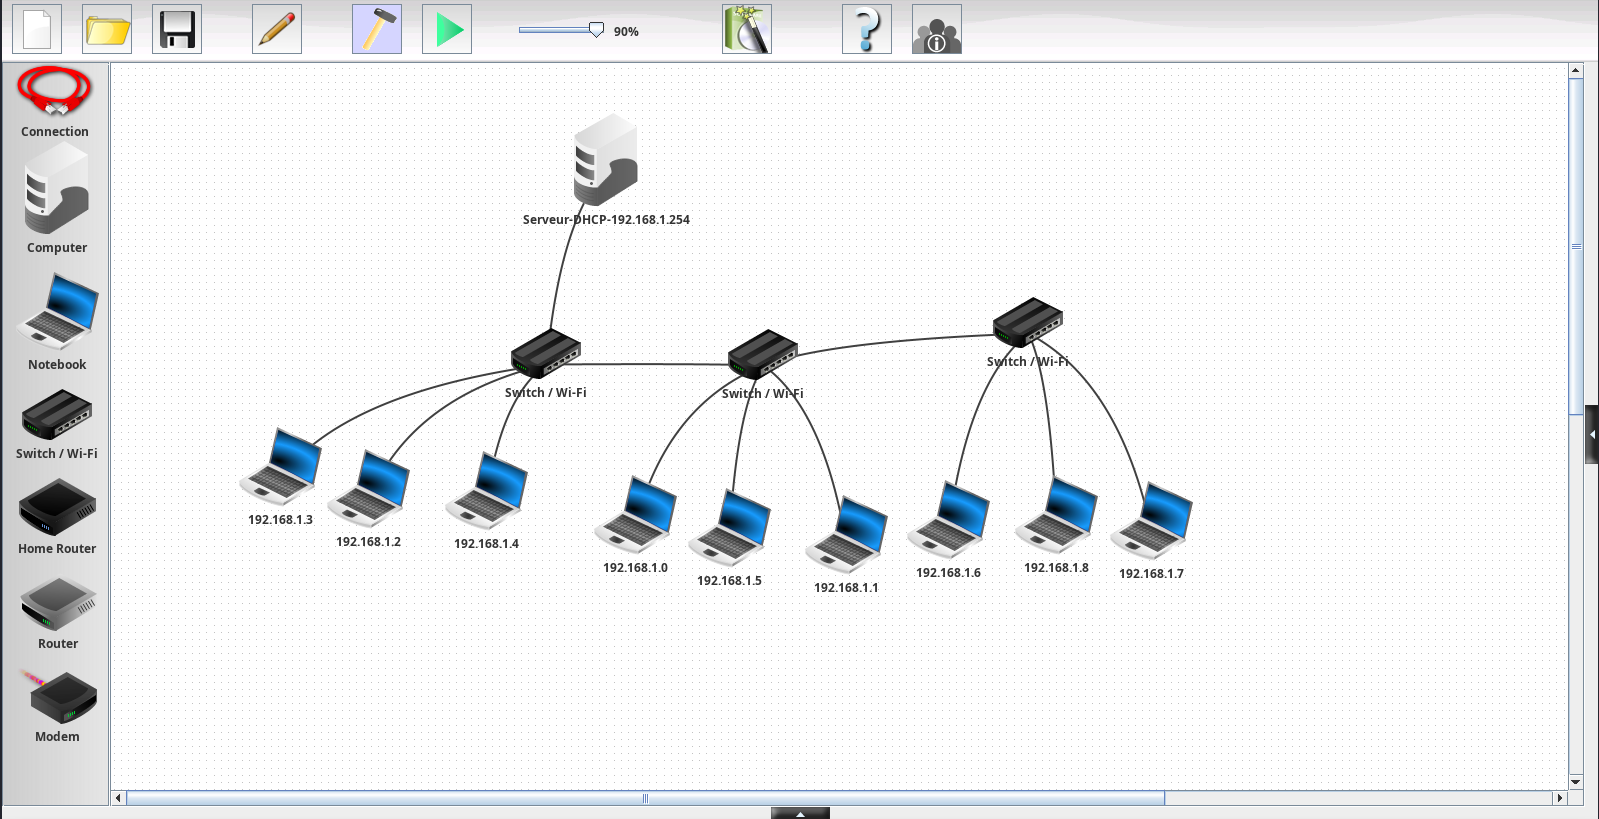 90%
Connection
Computer
Notebook
Switch / Wi-Fi
Home Router
Router
Modem
Serveur-DHCP-192.168.1.254
Switch / Wi-Fi
Switch / Wi-Fi
Switch / Wi-Fi
192.168.1.3
192.168.1.2
192.168.1.4
192.168.1.0
192.168.1.5
192.168.1.1
192.168.1.6
192.168.1.8
192.168.1.7